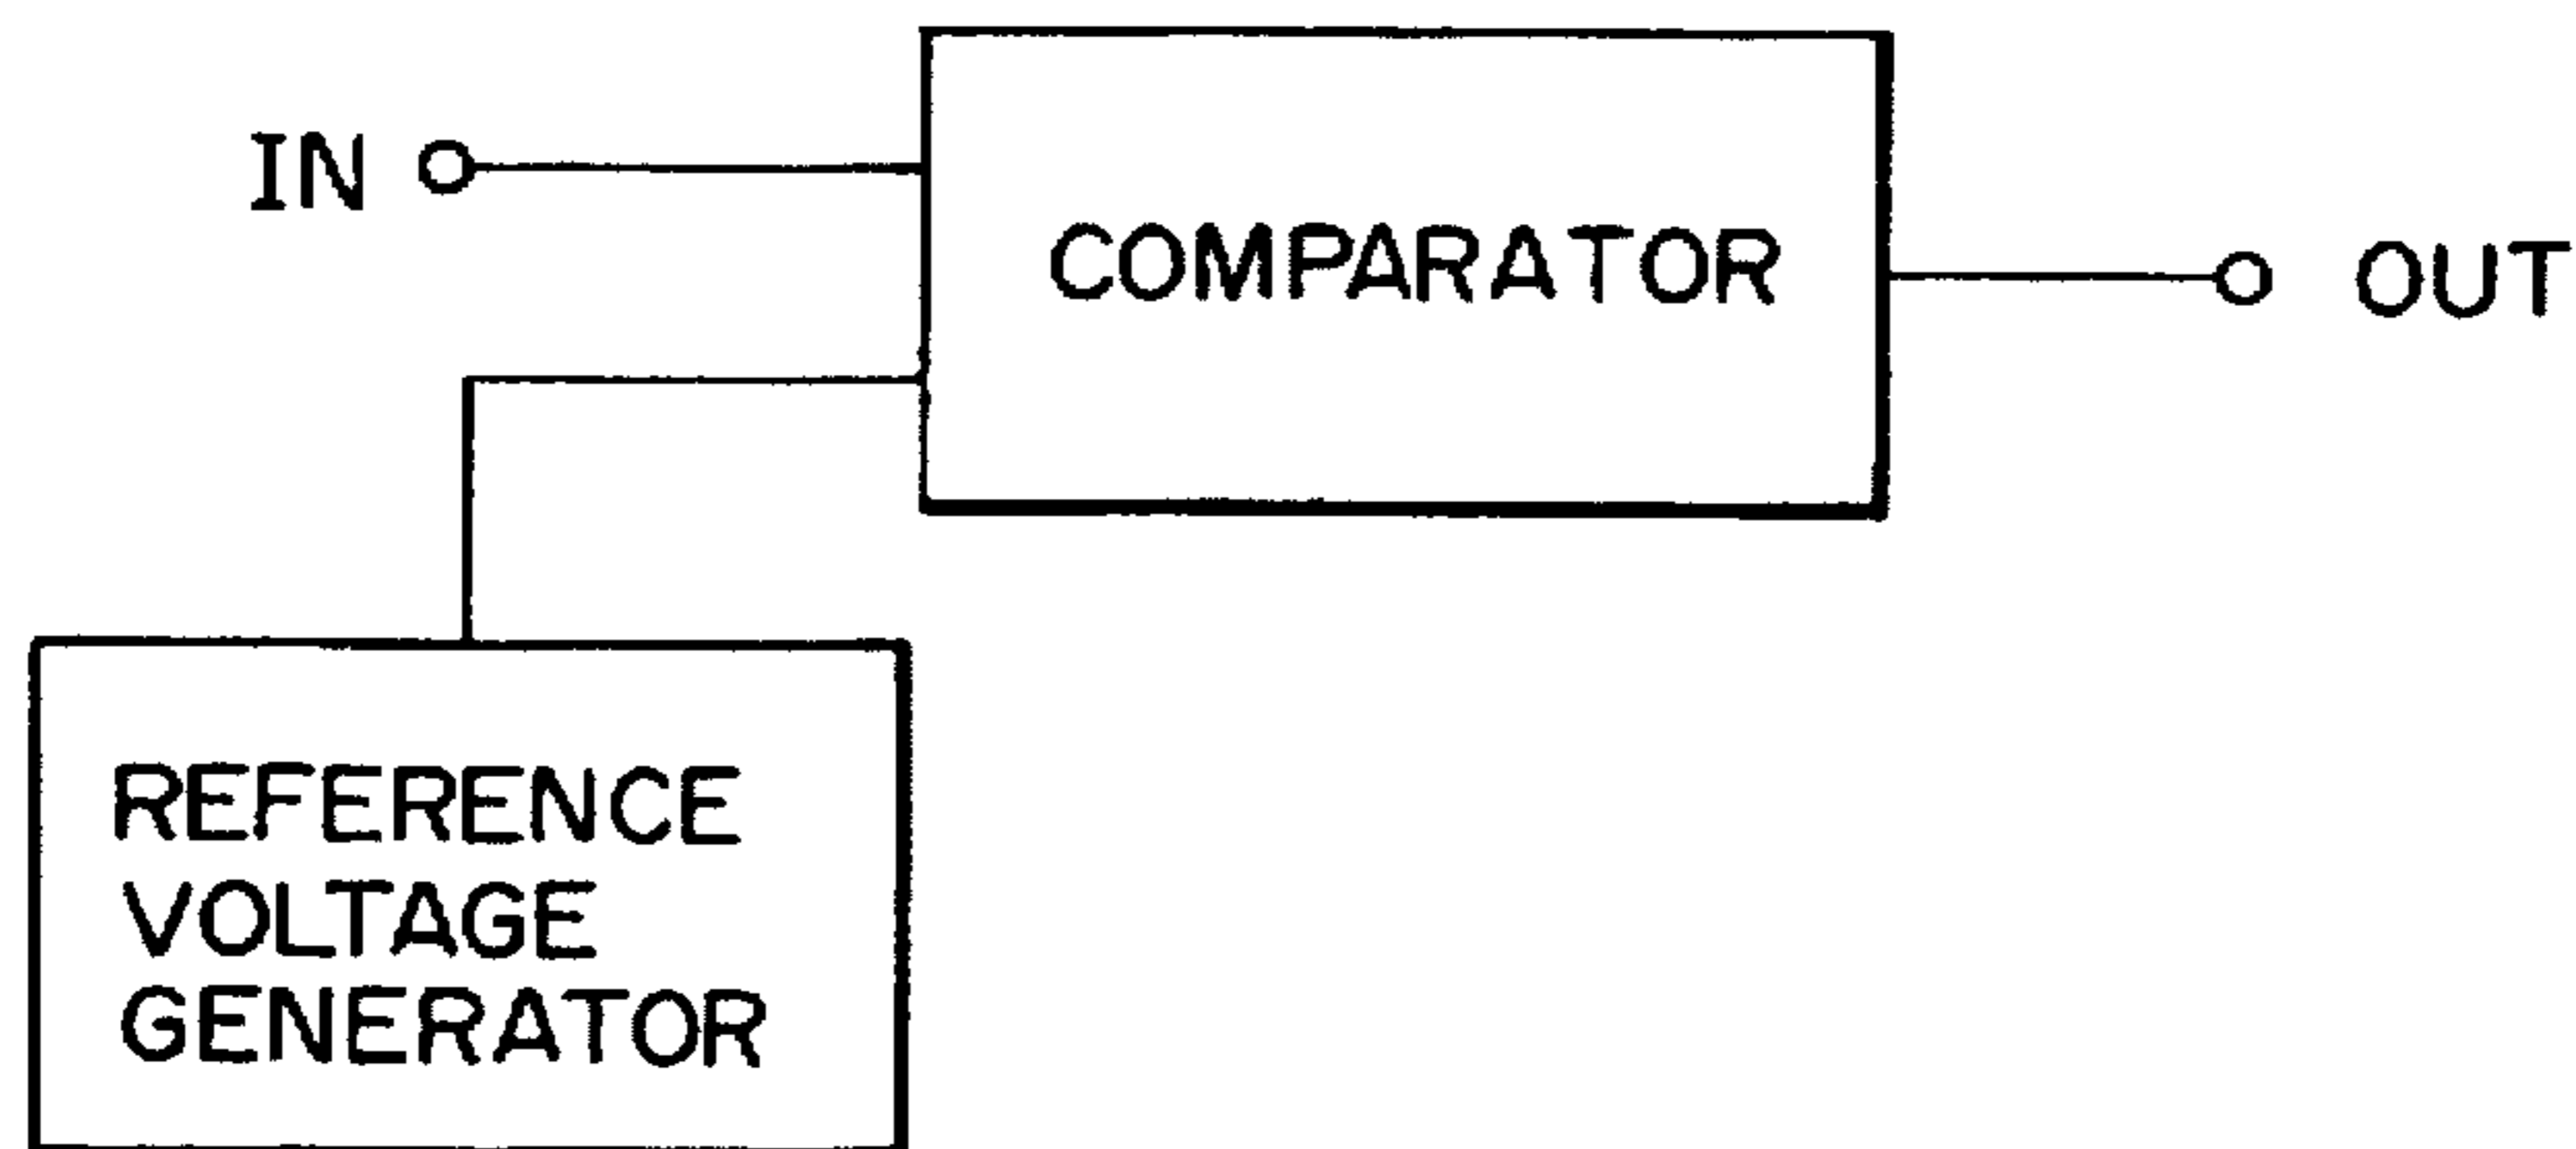 IN
COMPARATOR
OUT
REFERENCE
VOLTAGE
GENERATOR